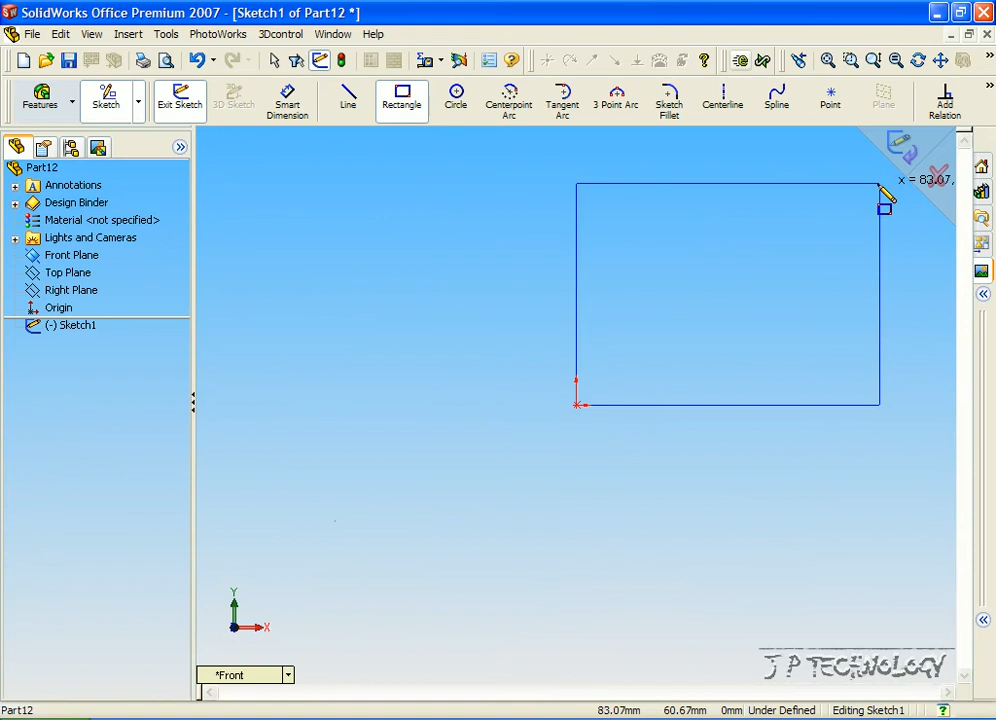 SolidWorks Office Premium 2007 - [Sketch1 of Part12 *]
File Edit View Insert Tools PhotoWorks 3Dcontrol Window Help
Features Sketch Exit Sketch 3D Sketch Smart Dimension Line Rectangle Circle Centerpoint Arc Tangent Arc 3 Point Arc Sketch Fillet Centerline Spline Point Plane Add Relation
Part12
Annotations
Design Binder
Material <not specified>
Lights and Cameras
Front Plane
Top Plane
Right Plane
Origin
(-) Sketch1
x = 83.07,
Y
X
*Front
J P TECHNOLOGY
Part12 83.07mm 60.67mm 0mm Under Defined Editing Sketch1